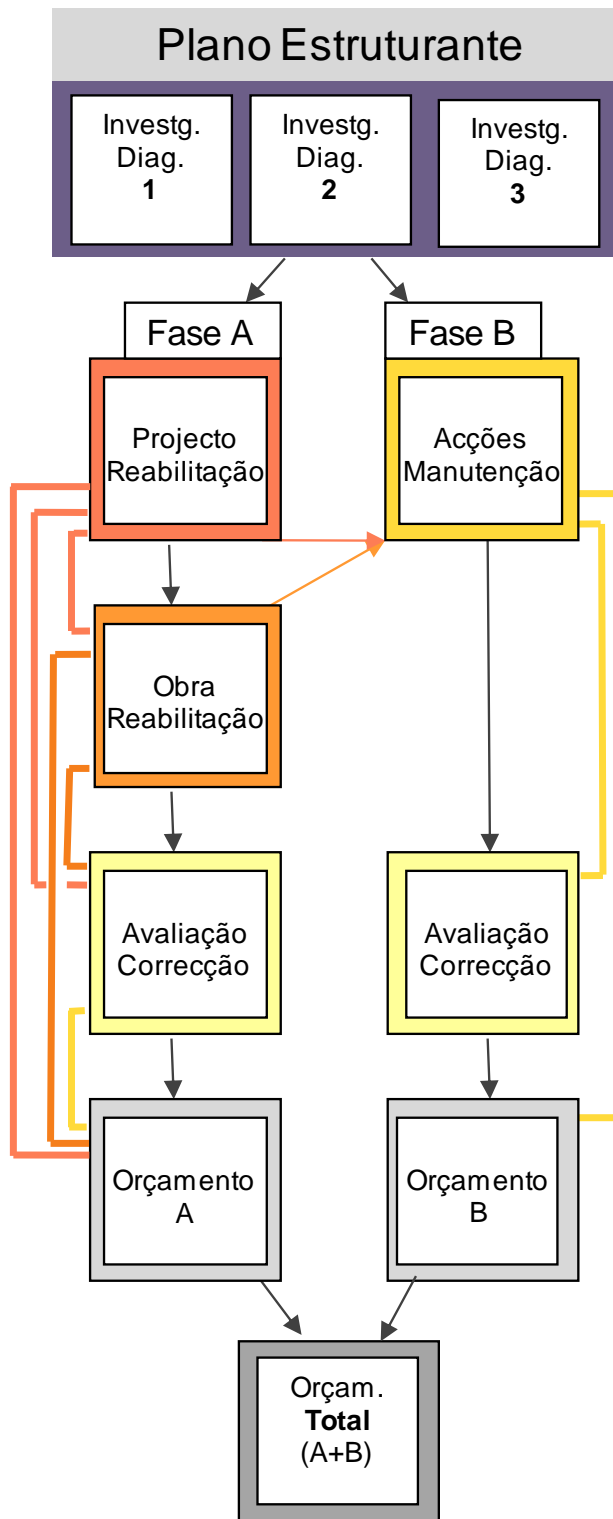 Plano Estruturante
Investg.
Diag.
1
Investg.
Diag.
2
Investg.
Diag.
3
Fase A
Fase B
Projecto
Reabilitação
Acções
Manutenção
Obra
Reabilitação
Avaliação
Correcção
Avaliação
Correcção
Orçamento
A
Orçamento
B
Orçam.
Total
(A+B)